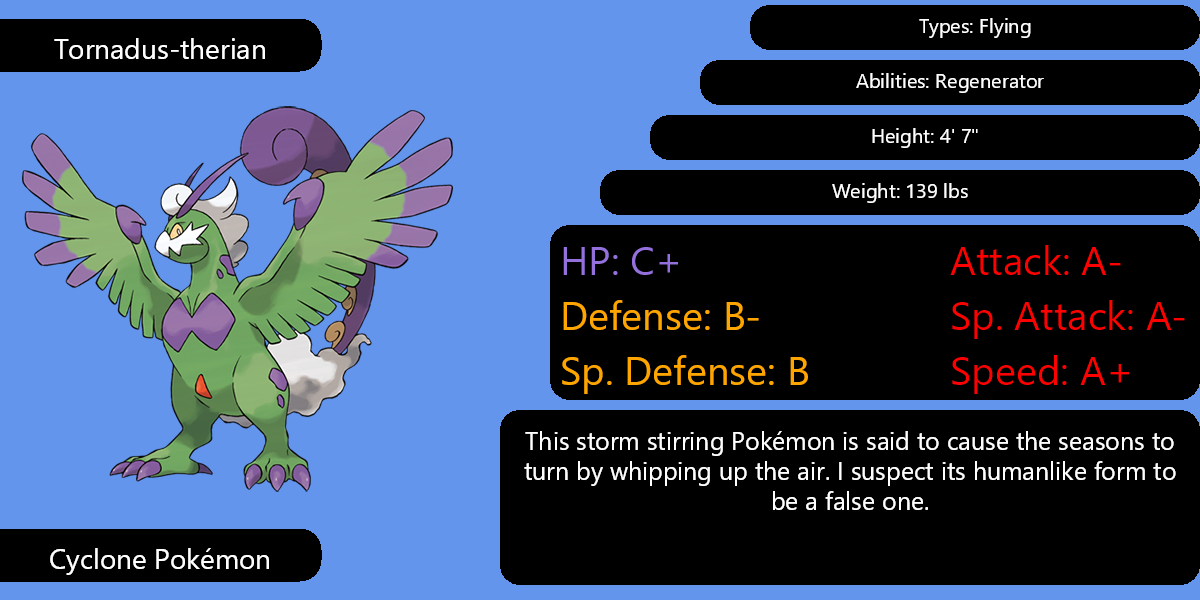 Tornadus-therian
Types: Flying
Abilities: Regenerator
Height: 4' 7"
Weight: 139 lbs
HP: C+
Attack: A-
Defense: B-
Sp. Attack: A-
Sp. Defense: B
Speed: A+
This storm stirring Pokémon is said to cause the seasons to
turn by whipping up the air. I suspect its humanlike form to
be a false one.
Cyclone Pokémon